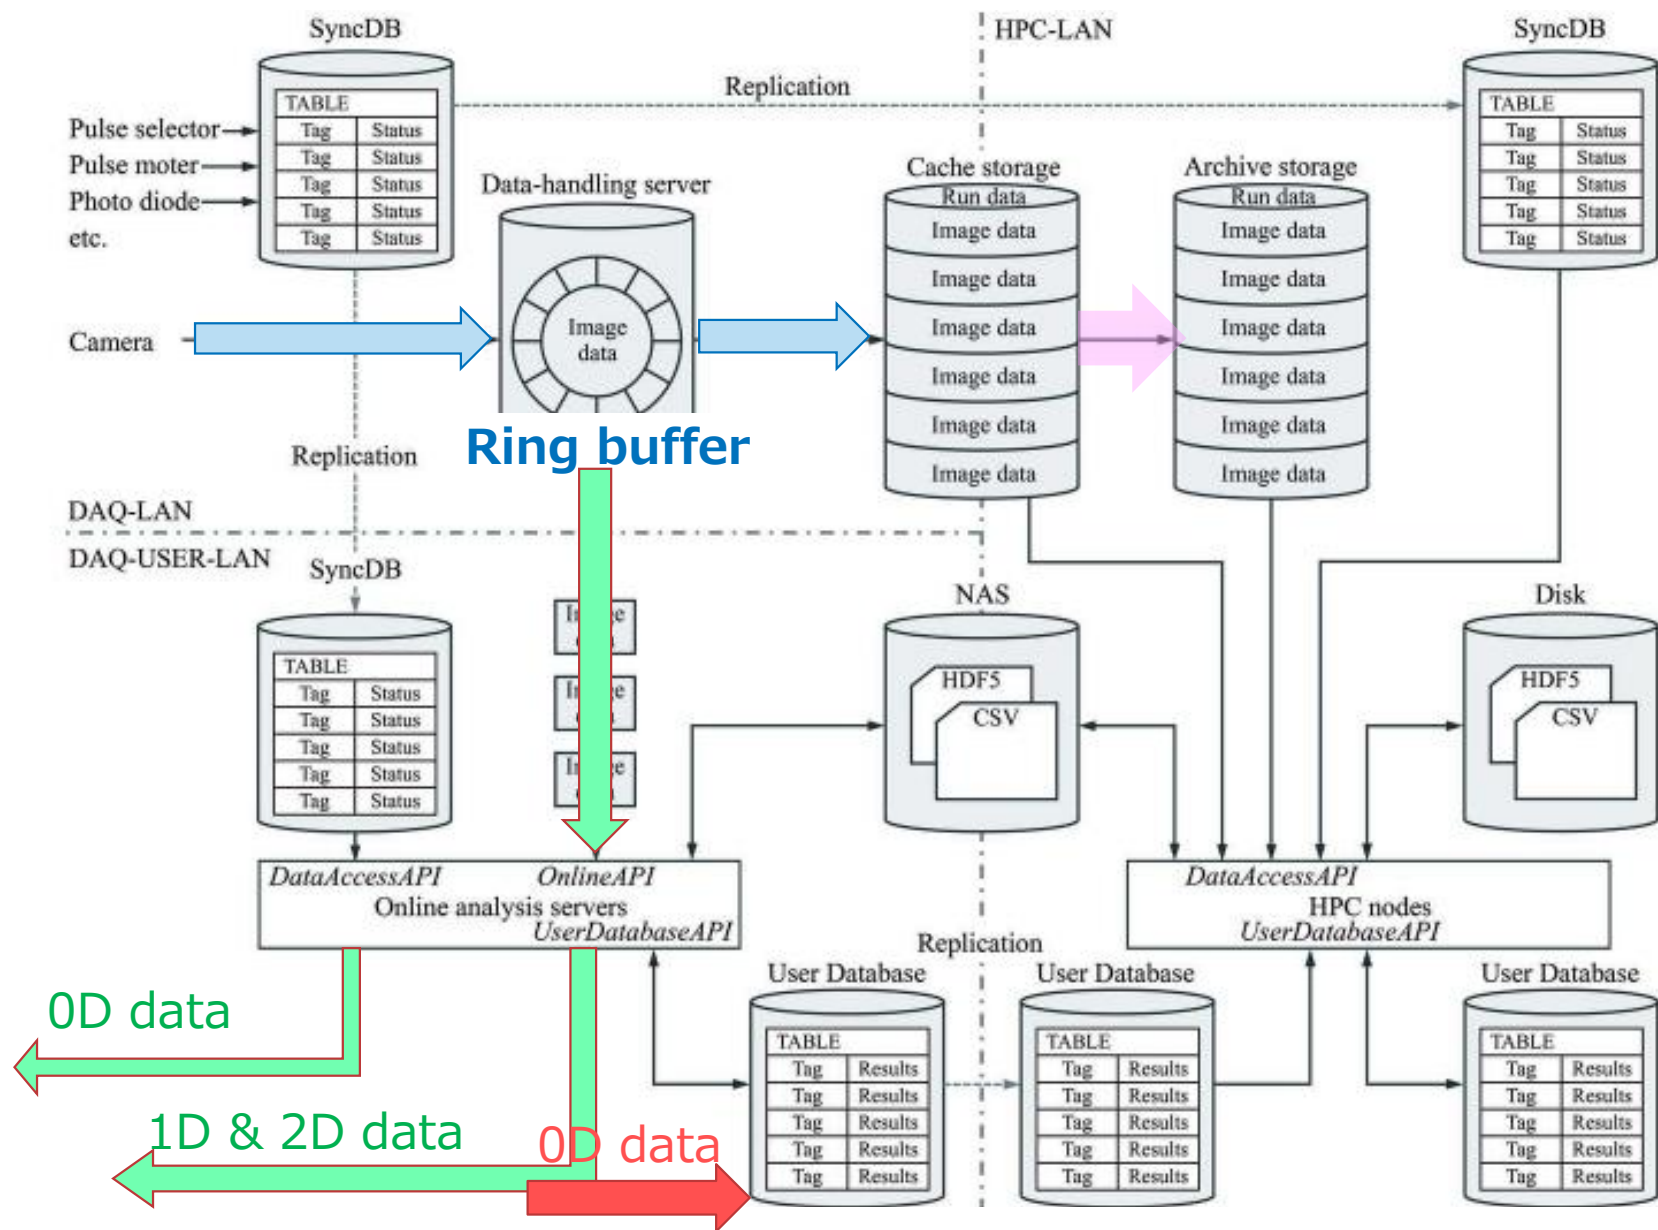 SyncDB
HPC-LAN
SyncDB
Replication
TABLE
Tag Status
Tag Status
Tag Status
Tag Status
Tag Status
TABLE
Tag Status
Tag Status
Tag Status
Tag Status
Tag Status
Pulse selector
Pulse moter
Photo diode
etc.
Data-handling server
Cache storage
Archive storage
Run data
Image data
Image data
Image data
Image data
Image data
Image data
Run data
Image data
Image data
Image data
Image data
Image data
Image data
Camera
Image
data
Ring buffer
Replication
DAQ-LAN
DAQ-USER-LAN
SyncDB
NAS
Disk
TABLE
Tag Status
Tag Status
Tag Status
Tag Status
Tag Status
HDF5
CSV
HDF5
CSV
DataAccessAPI
OnlineAPI
Online analysis servers
UserDatabaseAPI
DataAccessAPI
HPC nodes
UserDatabaseAPI
Replication
User Database
User Database
User Database
0D data
1D & 2D data
0D data
TABLE
Tag Results
Tag Results
Tag Results
Tag Results
Tag Results
TABLE
Tag Results
Tag Results
Tag Results
Tag Results
Tag Results
TABLE
Tag Results
Tag Results
Tag Results
Tag Results
Tag Results